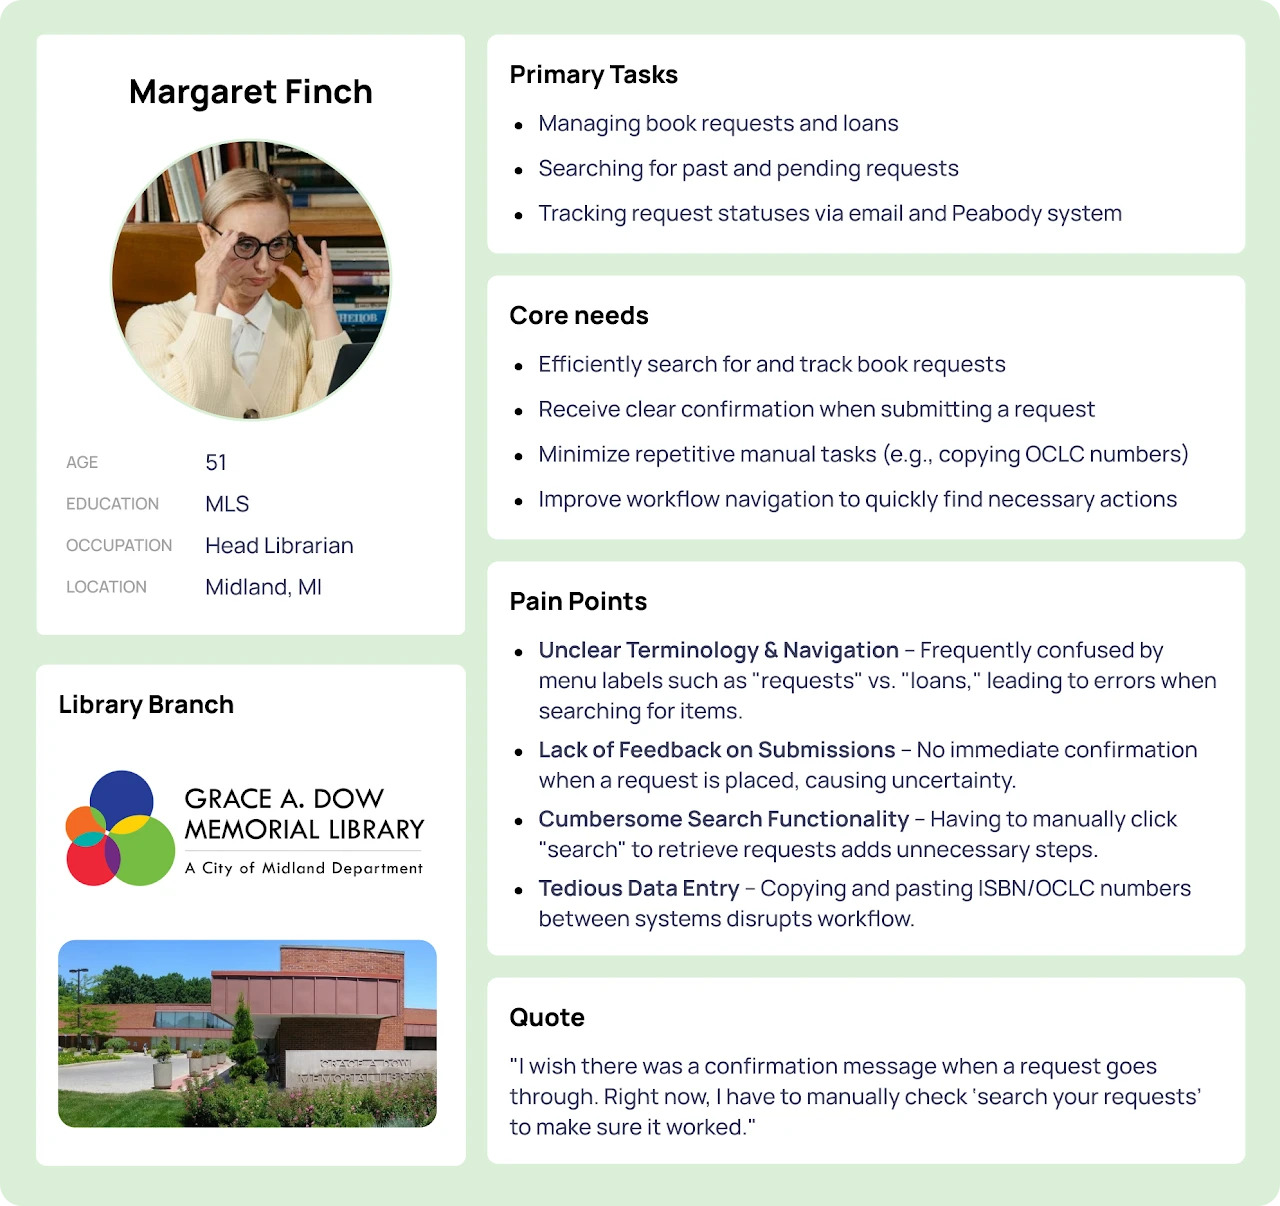 Margaret Finch
AGE 51
EDUCATION MLS
OCCUPATION Head Librarian
LOCATION Midland, MI
Library Branch
GRACE A. DOW
MEMORIAL LIBRARY
A City of Midland Department
GRACE A. DOW
MEMORIAL LIBRARY
Primary Tasks
• Managing book requests and loans
• Searching for past and pending requests
• Tracking request statuses via email and Peabody system
Core needs
• Efficiently search for and track book requests
• Receive clear confirmation when submitting a request
• Minimize repetitive manual tasks (e.g., copying OCLC numbers)
• Improve workflow navigation to quickly find necessary actions
Pain Points
• Unclear Terminology & Navigation – Frequently confused by
menu labels such as "requests" vs. "loans," leading to errors when
searching for items.
• Lack of Feedback on Submissions – No immediate confirmation
when a request is placed, causing uncertainty.
• Cumbersome Search Functionality – Having to manually click
"search" to retrieve requests adds unnecessary steps.
• Tedious Data Entry – Copying and pasting ISBN/OCLC numbers
between systems disrupts workflow.
Quote
"I wish there was a confirmation message when a request goes
through. Right now, I have to manually check ‘search your requests’
to make sure it worked."